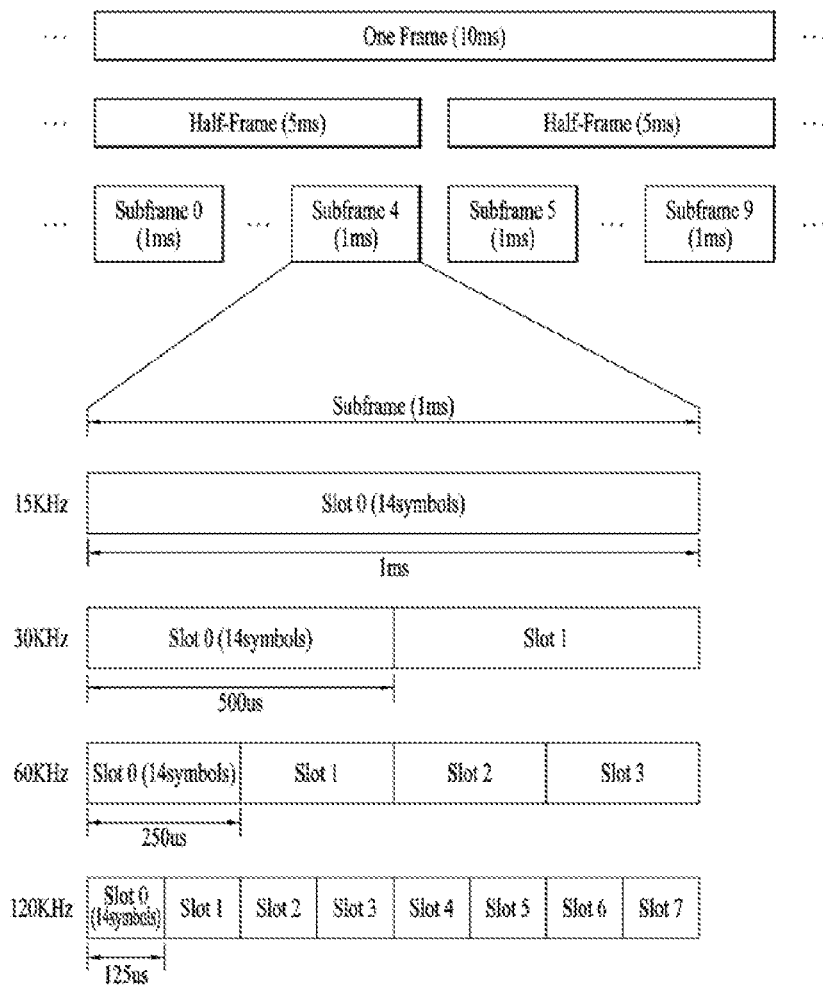 ... One Frame (10ms) ...
... Half-Frame (5ms) Half-Frame (5ms) ...
... Subframe 0 (1ms) ... Subframe 4 (1ms) Subframe 5 (1ms) ... Subframe 9 (1ms) ...
Subframe (1ms)
15KHz Slot 0 (14symbols)
1ms
30KHz Slot 0 (14symbols) Slot 1
500us
60KHz Slot 0 (14symbols) Slot 1 Slot 2 Slot 3
250us
120KHz Slot 0 (14symbols) Slot 1 Slot 2 Slot 3 Slot 4 Slot 5 Slot 6 Slot 7
125us